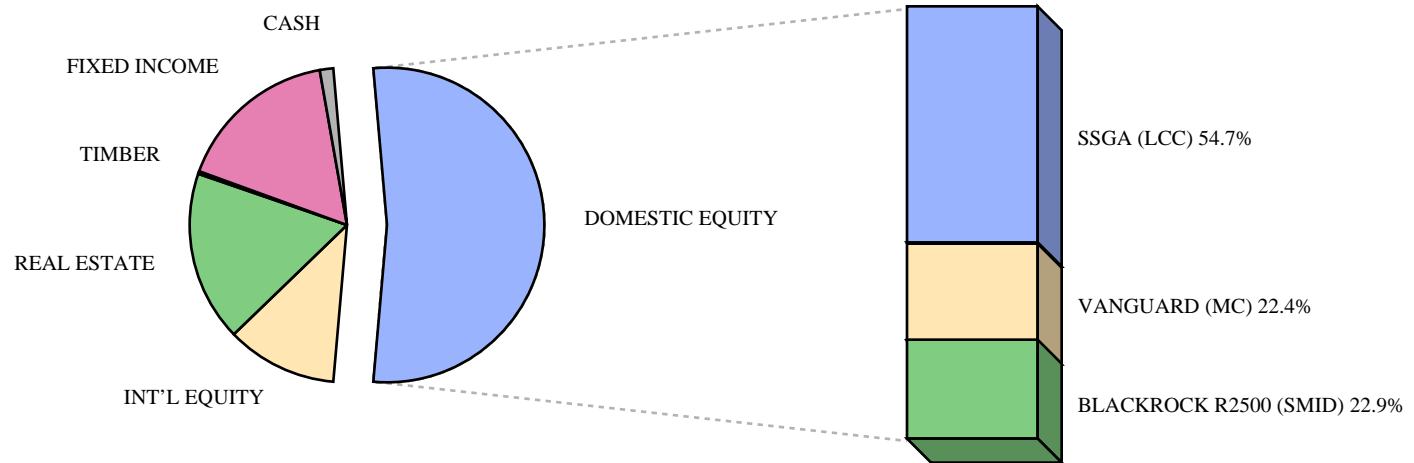 CASH
FIXED INCOME
TIMBER
REAL ESTATE
INT'L EQUITY
DOMESTIC EQUITY
SSGA (LCC) 54.7%
VANGUARD (MC) 22.4%
BLACKROCK R2500 (SMID) 22.9%